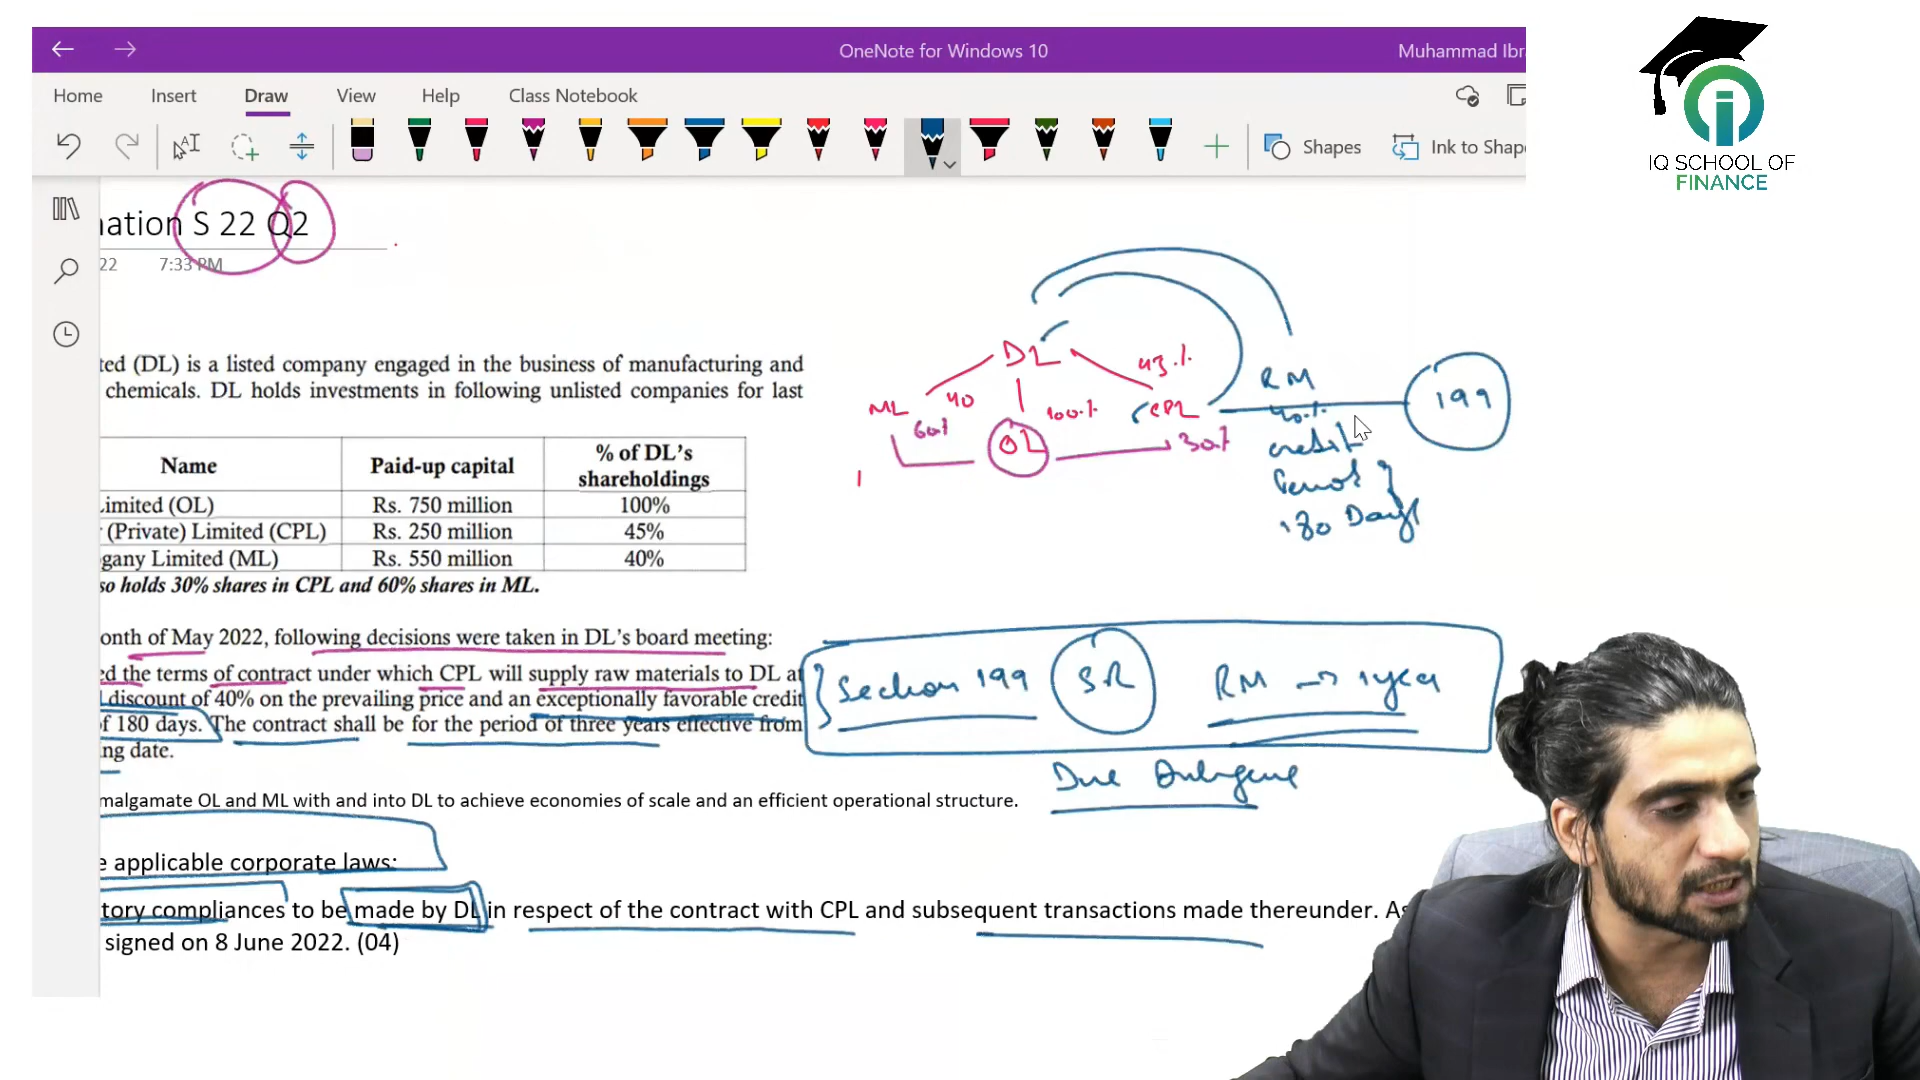 OneNote for Windows 10
Muhammad Ibr
Home Insert Draw View Help Class Notebook
Shapes
Ink to Shap
IQ SCHOOL OF
FINANCE
nation S 22 Q2
22 7:33 PM
ted (DL) is a listed company engaged in the business of manufacturing and
chemicals. DL holds investments in following unlisted companies for last
Name Paid-up capital % of DL's shareholdings
Limited (OL) Rs. 750 million 100%
(Private) Limited (CPL) Rs. 250 million 45%
gany Limited (ML) Rs. 550 million 40%
so holds 30% shares in CPL and 60% shares in ML.
DL
ML 40 100% 45% CPL
60% OL 30%
RM
40%
credit
Period
180 Days
199
onth of May 2022, following decisions were taken in DL's board meeting:
ed the terms of contract under which CPL will supply raw materials to DL at
discount of 40% on the prevailing price and an exceptionally favorable credit
f 180 days. The contract shall be for the period of three years effective from
ng date.
Section 199 SR RM → 1 year
Due Diligence
malgamate OL and ML with and into DL to achieve economies of scale and an efficient operational structure.
e applicable corporate laws:
tory compliances to be made by DL in respect of the contract with CPL and subsequent transactions made thereunder. As
signed on 8 June 2022. (04)